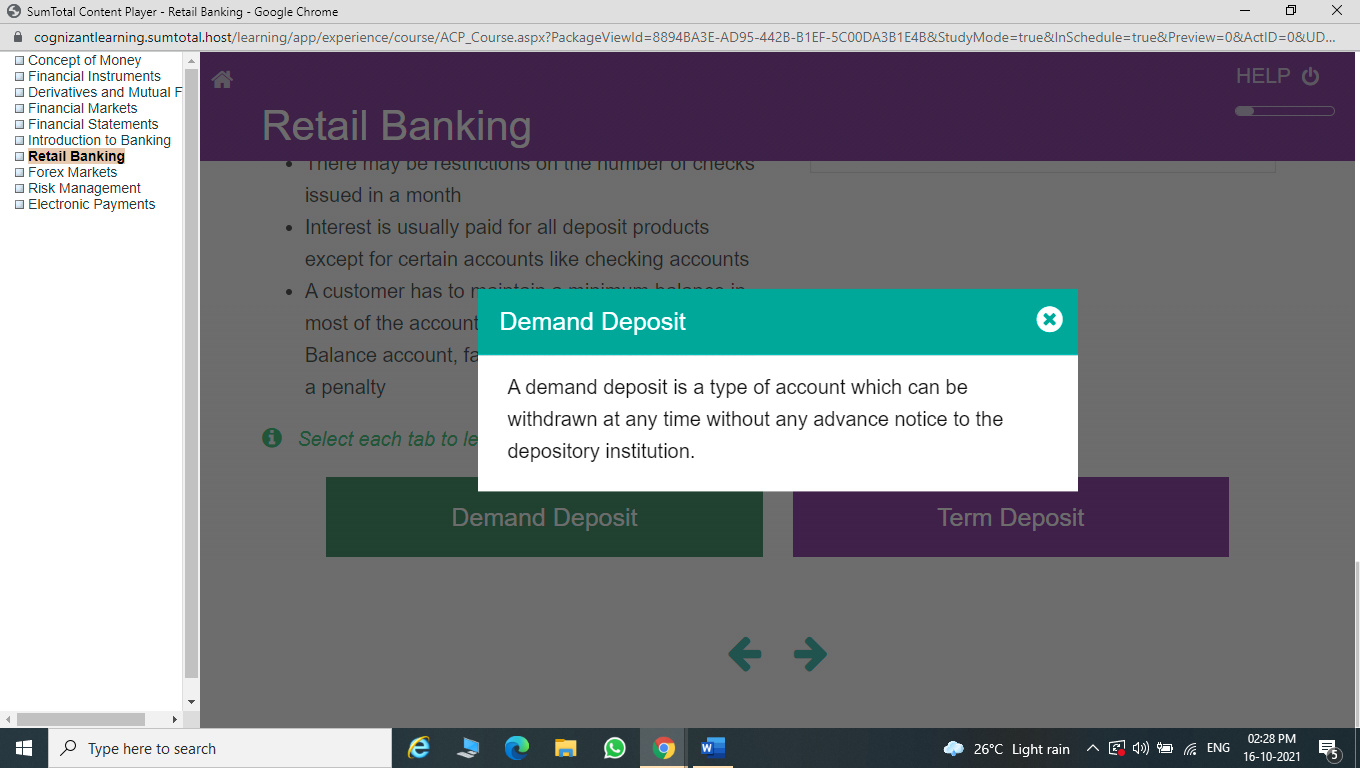 SumTotal Content Player - Retail Banking - Google Chrome
cognizantlearning.sumtotal.host/learning/app/experience/course/ACP_Course.aspx?PackageViewId=8894BA3E-AD95-442B-B1EF-5C00DA3B1E4B&StudyMode=true&InSchedule=true&Preview=0&ActID=0&UD...
Concept of Money
Financial Instruments
Derivatives and Mutual F
Financial Markets
Financial Statements
Introduction to Banking
Retail Banking
Forex Markets
Risk Management
Electronic Payments
HELP
Retail Banking
• There may be restrictions on the number of checks
issued in a month
• Interest is usually paid for all deposit products
except for certain accounts like checking accounts
• A customer has to maintain a minimum balance in
most of the account
Balance account, fa
a penalty
Select each tab to le
Demand Deposit
A demand deposit is a type of account which can be
withdrawn at any time without any advance notice to the
depository institution.
Demand Deposit
Term Deposit
Type here to search
26°C Light rain
ENG
02:28 PM
16-10-2021
5